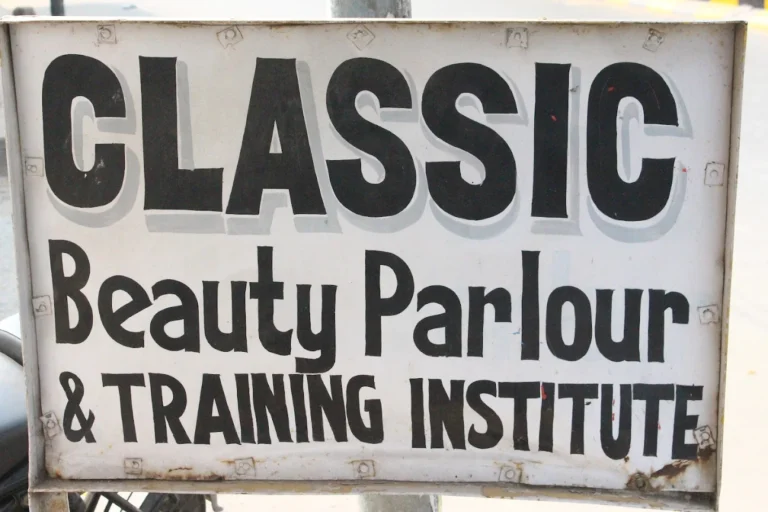 CLASSIC
Beauty Parlour
& TRAINING INSTITUTE